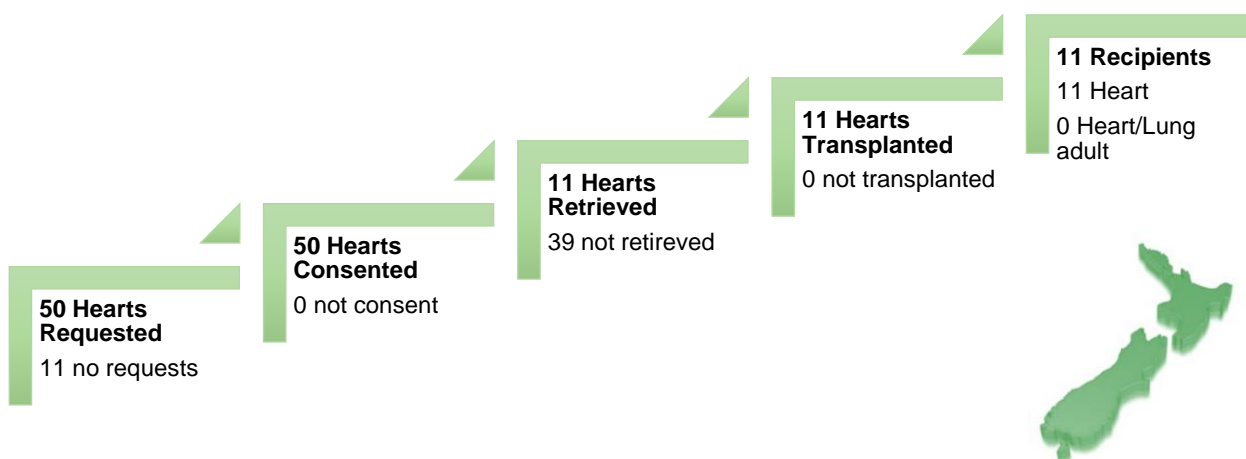 50 Hearts
Requested
11 no requests
50 Hearts
Consented
0 not consent
11 Hearts
Retrieved
39 not retireved
11 Hearts
Transplanted
0 not transplanted
11 Recipients
11 Heart
0 Heart/Lung
adult